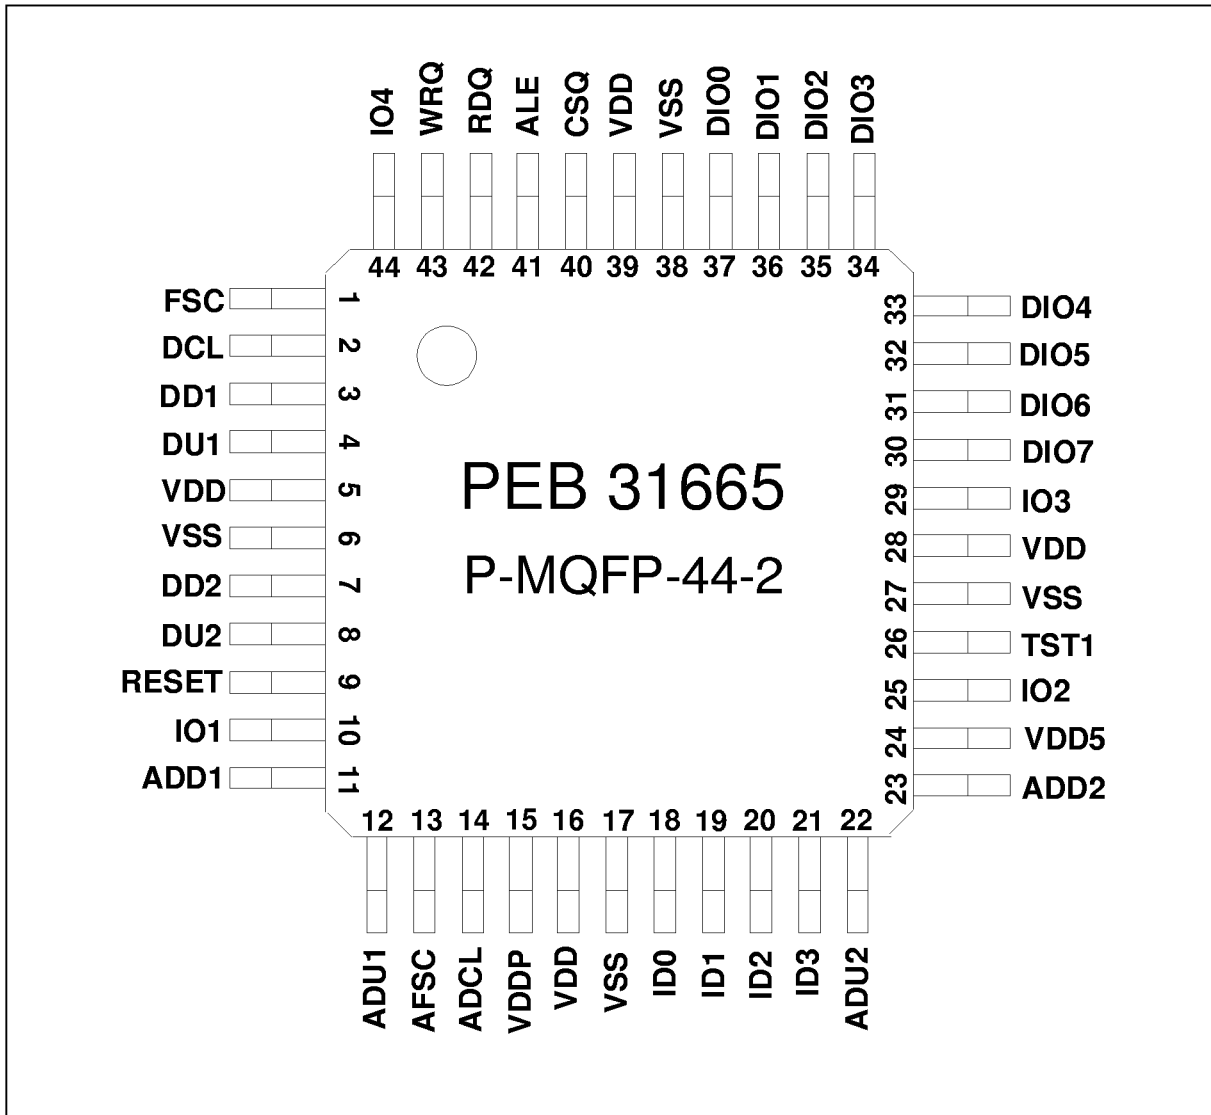 IO4 WRQ RDQ ALE CSQ VDD VSS DIO0 DIO1 DIO2 DIO3
44 43 42 41 40 39 38 37 36 35 34
FSC 1
DCL 2
DD1 3
DU1 4
VDD 5
VSS 6
DD2 7
DU2 8
RESET 9
IO1 10
ADD1 11
PEB 31665
P-MQFP-44-2
33 DIO4
32 DIO5
31 DIO6
30 DIO7
29 IO3
28 VDD
27 VSS
26 TST1
25 IO2
24 VDD5
23 ADD2
12 13 14 15 16 17 18 19 20 21 22
ADU1 AFSC ADCL VDDP VDD VSS ID0 ID1 ID2 ID3 ADU2